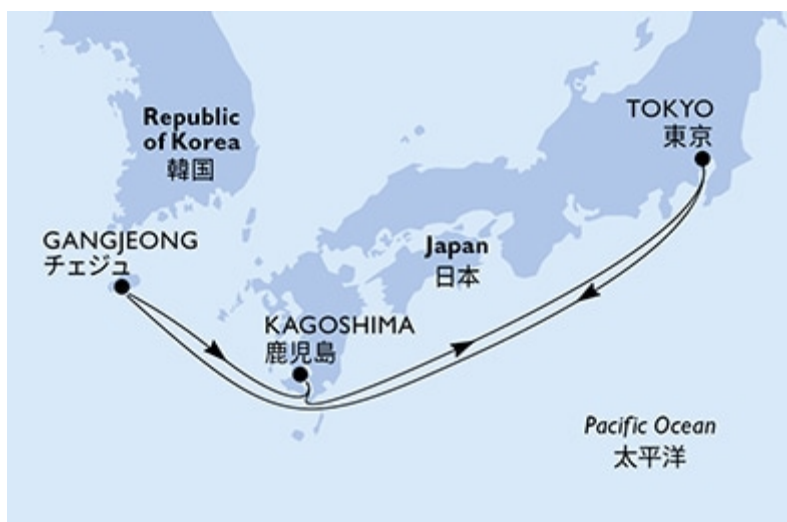 TOKYO
東京
Republic
of Korea
韓国
GANGJEONG
チェジュ
Japan
日本
KAGOSHIMA
鹿児島
Pacific Ocean
太平洋